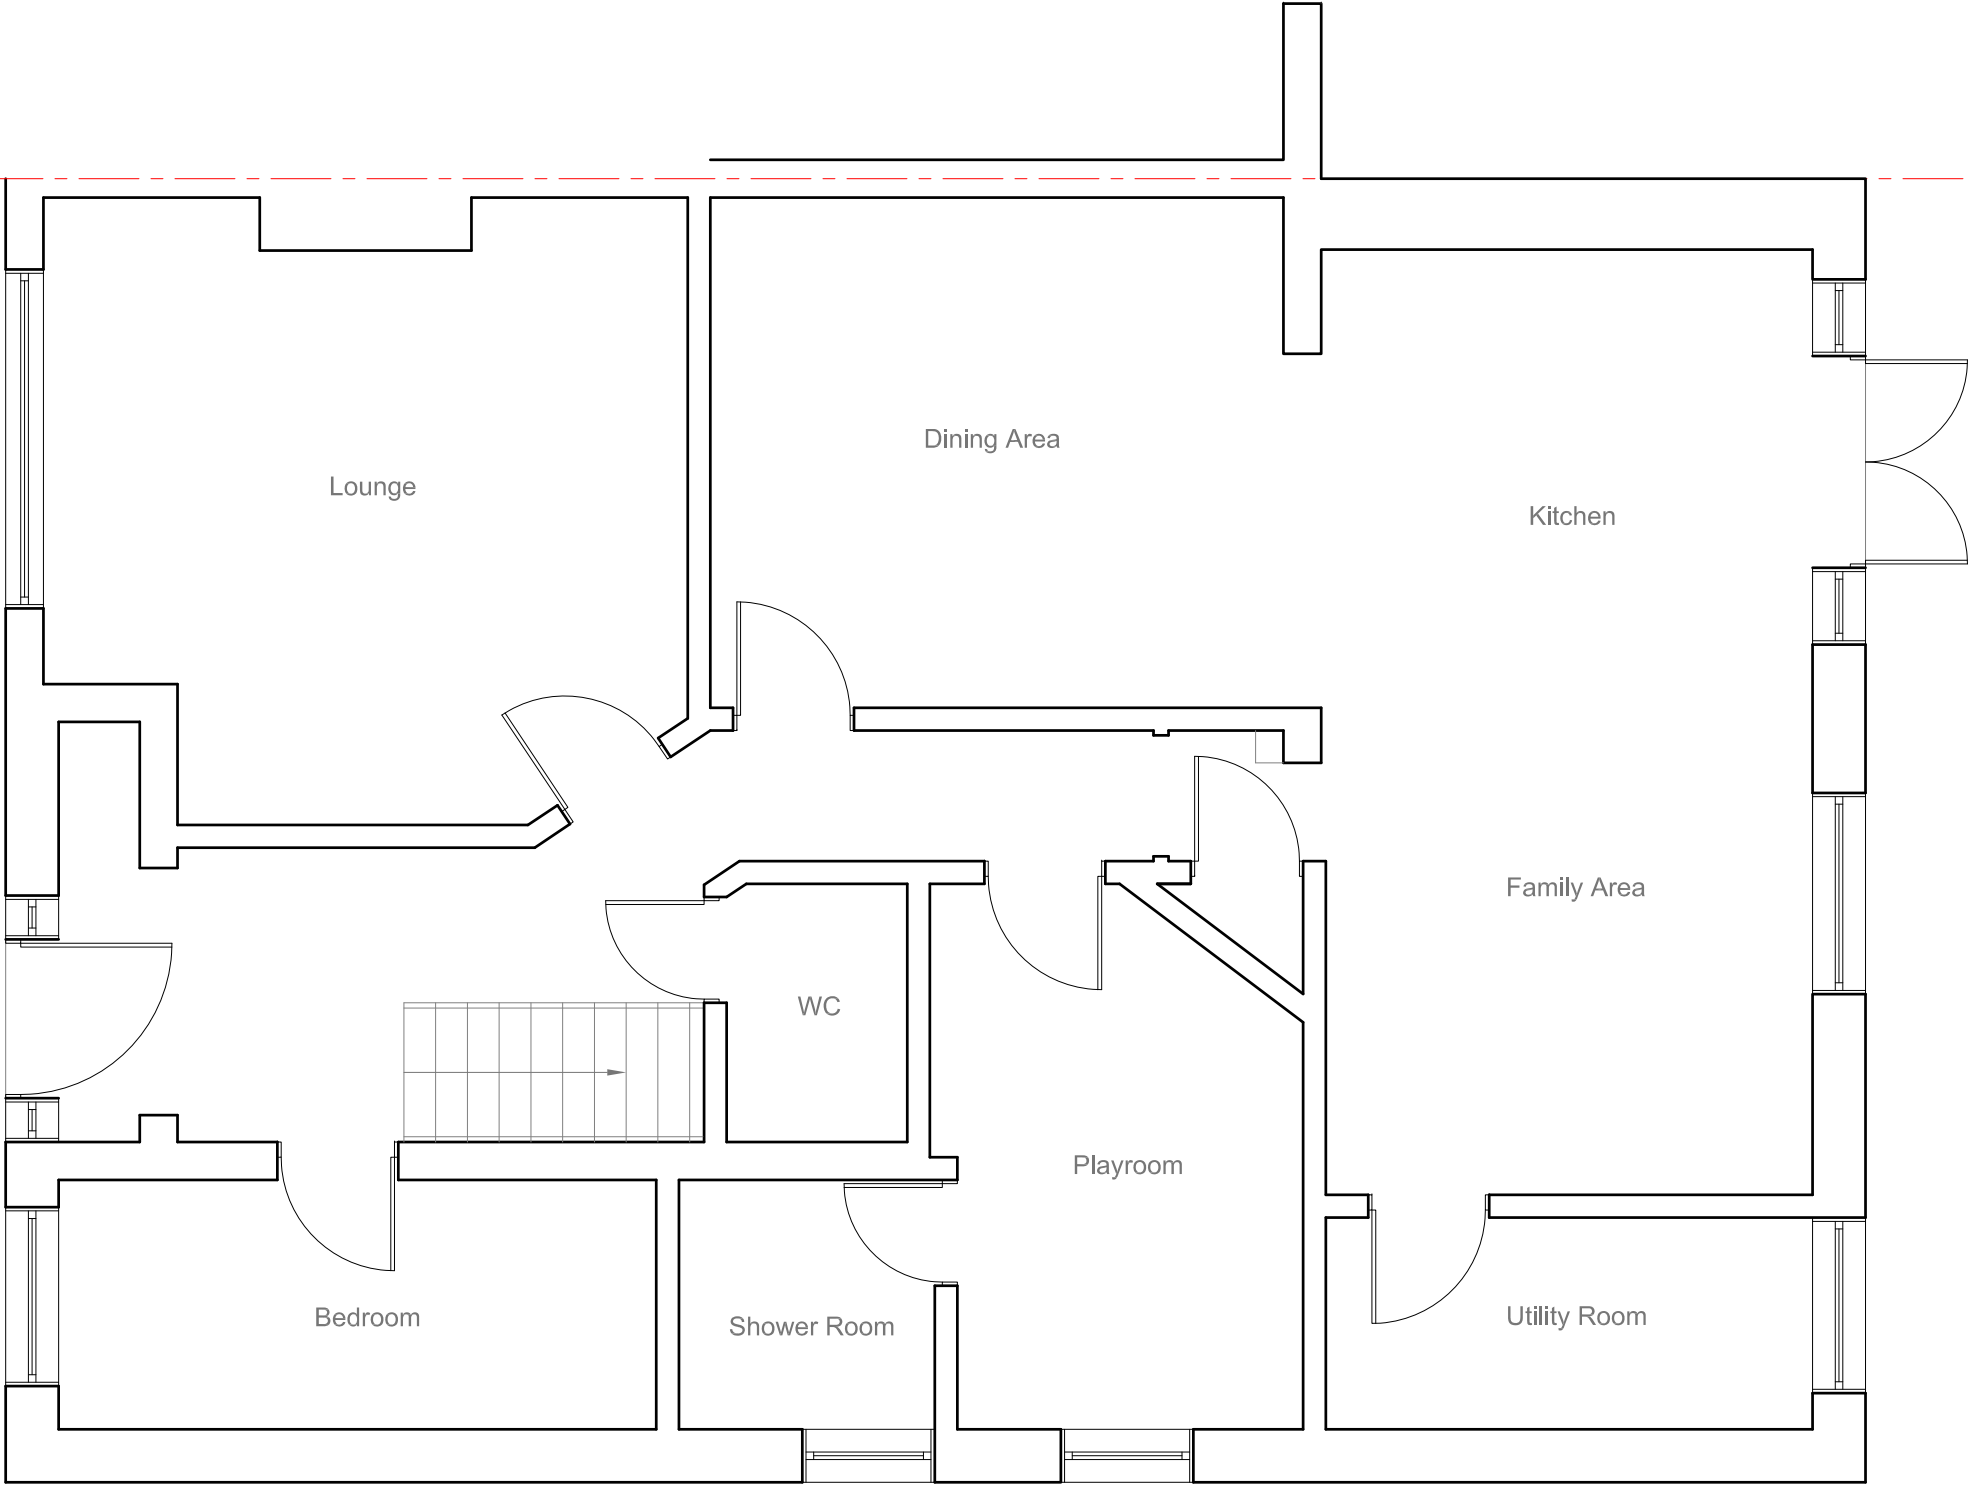 Dining Area
Lounge
Kitchen
Family Area
WC
Playroom
Bedroom
Shower Room
Utility Room